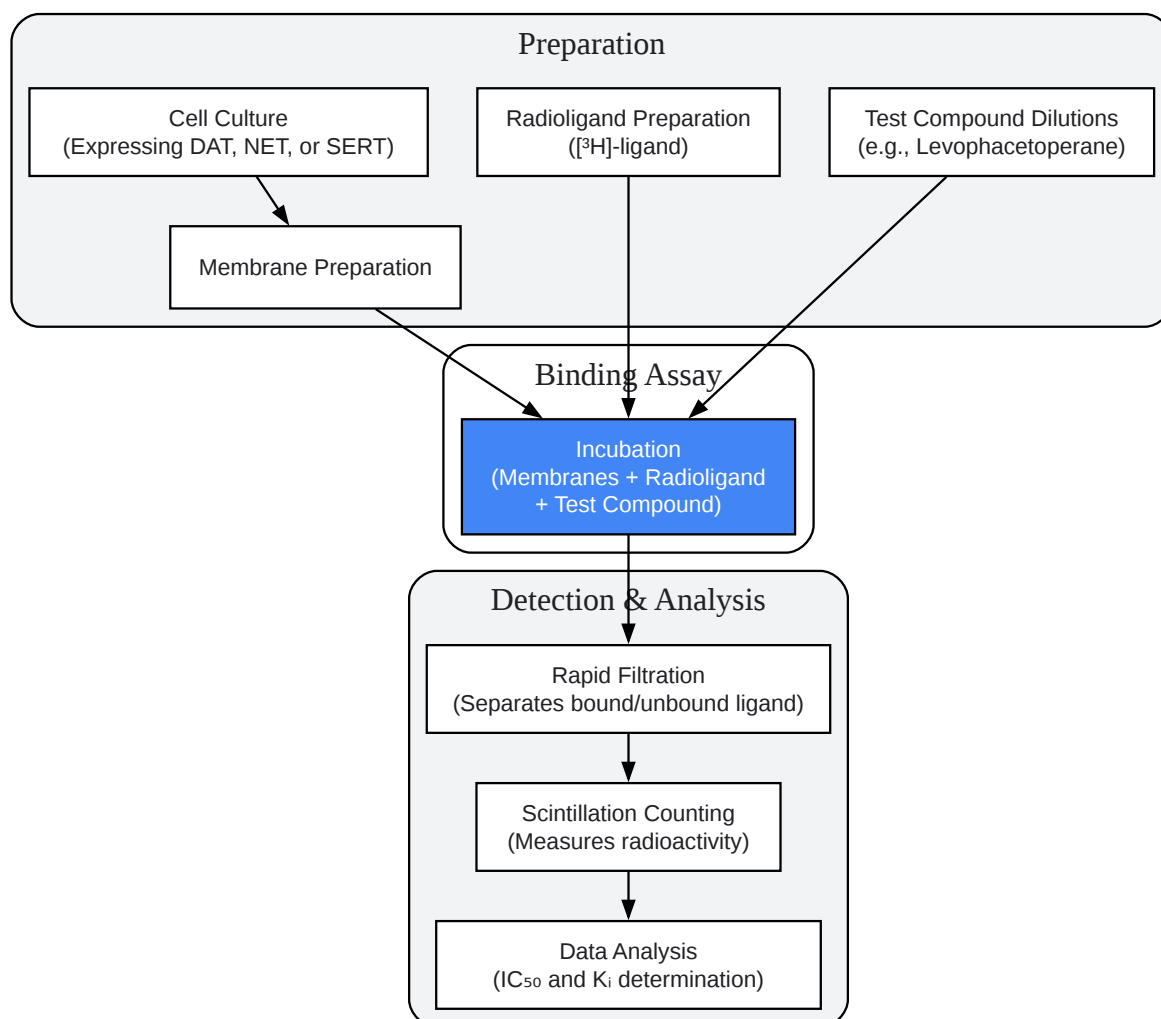 Preparation
Cell Culture
(Expressing DAT, NET, or SERT)
Radioligand Preparation
([³H]-ligand)
Test Compound Dilutions
(e.g., Levophacetoperane)
Membrane Preparation
Binding Assay
Incubation
(Membranes + Radioligand
+ Test Compound)
Detection & Analysis
Rapid Filtration
(Separates bound/unbound ligand)
Scintillation Counting
(Measures radioactivity)
Data Analysis
(IC₅₀ and Kᵢ determination)